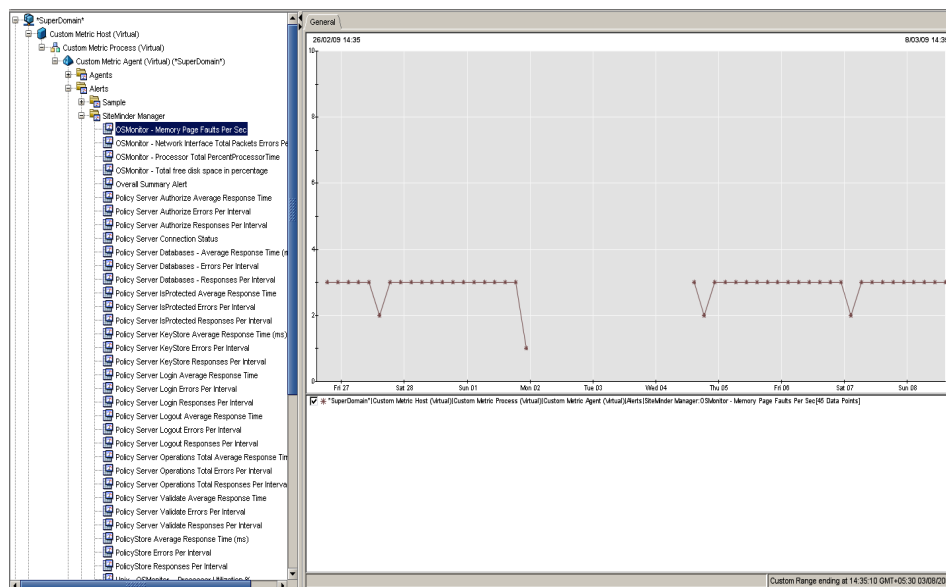 *SuperDomain*
Custom Metric Host (Virtual)
Custom Metric Process (Virtual)
Custom Metric Agent (Virtual) (*SuperDomain*)
Agents
Alerts
Sample
SiteMinder Manager
OSMonitor - Memory Page Faults Per Sec
OSMonitor - Network Interface Total Packets Errors Pe
OSMonitor - Processor Total PercentProcessorTime
OSMonitor - Total free disk space in percentage
Overall Summary Alert
Policy Server Authorize Average Response Time
Policy Server Authorize Errors Per Interval
Policy Server Authorize Responses Per Interval
Policy Server Connection Status
Policy Server Databases - Average Response Time (m
Policy Server Databases - Errors Per Interval
Policy Server Databases - Responses Per Interval
Policy Server IsProtected Average Response Time
Policy Server IsProtected Errors Per Interval
Policy Server IsProtected Responses Per Interval
Policy Server KeyStore Average Response Time (ms)
Policy Server KeyStore Errors Per Interval
Policy Server KeyStore Responses Per Interval
Policy Server Login Average Response Time
Policy Server Login Errors Per Interval
Policy Server Login Responses Per Interval
Policy Server Logout Average Response Time
Policy Server Logout Errors Per Interval
Policy Server Logout Responses Per Interval
Policy Server Operations Total Average Response Tim
Policy Server Operations Total Errors Per Interval
Policy Server Operations Total Responses Per Interva
Policy Server Validate Average Response Time
Policy Server Validate Errors Per Interval
Policy Server Validate Responses Per Interval
PolicyStore Average Response Time (ms)
PolicyStore Errors Per Interval
PolicyStore Responses Per Interval
Unix - OSMonitor - Processor Utilization %
General
26/02/09 14:35
8/03/09 14:35
10
8
6
4
2
0
Fri 27
Sat 28
Sun 01
Mon 02
Tue 03
Wed 04
Thu 05
Fri 06
Sat 07
Sun 08
*SuperDomain*|Custom Metric Host (Virtual)|Custom Metric Process (Virtual)|Custom Metric Agent (Virtual)|Alerts|SiteMinder Manager:OSMonitor - Memory Page Faults Per Sec[45 Data Points]
Custom Range ending at 14:35:10 GMT+05:30 03/08/20